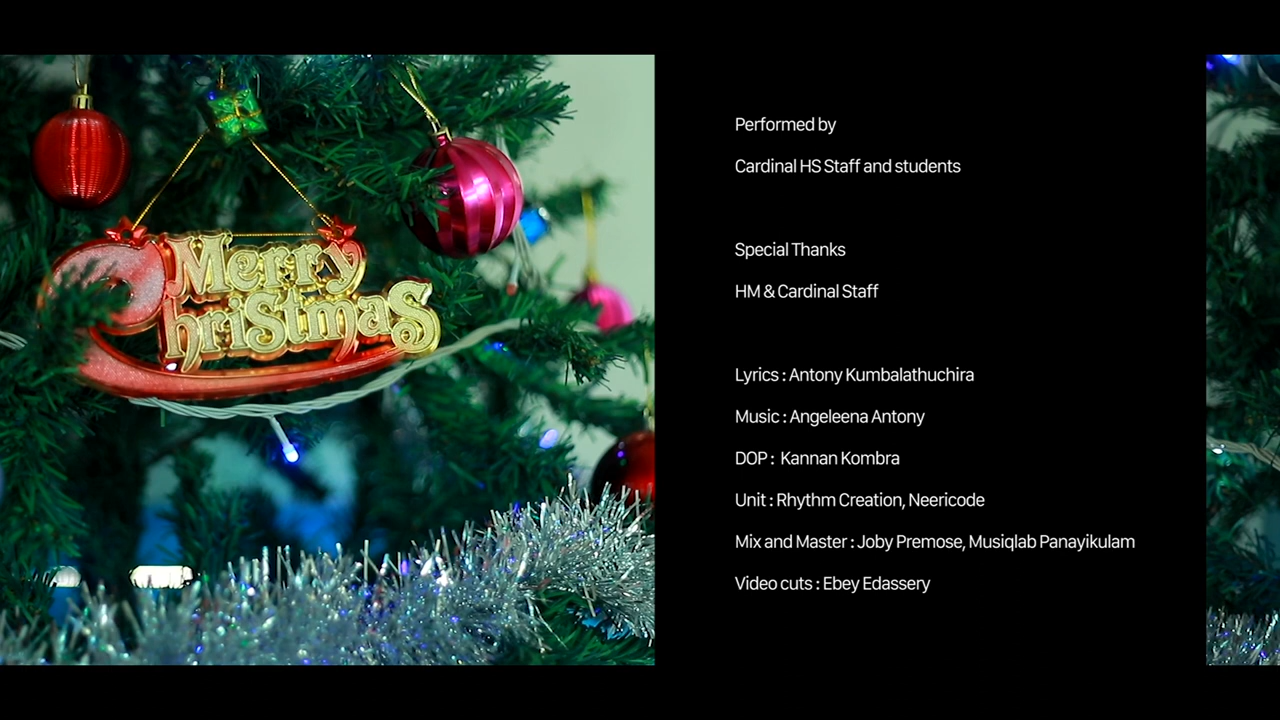 Merry
hristmas
Performed by
Cardinal HS Staff and students
Special Thanks
HM & Cardinal Staff
Lyrics : Antony Kumbalathuchira
Music : Angeleena Antony
DOP : Kannan Kombra
Unit : Rhythm Creation, Neericode
Mix and Master : Joby Premose, Musiqlab Panayikulam
Video cuts : Ebey Edassery